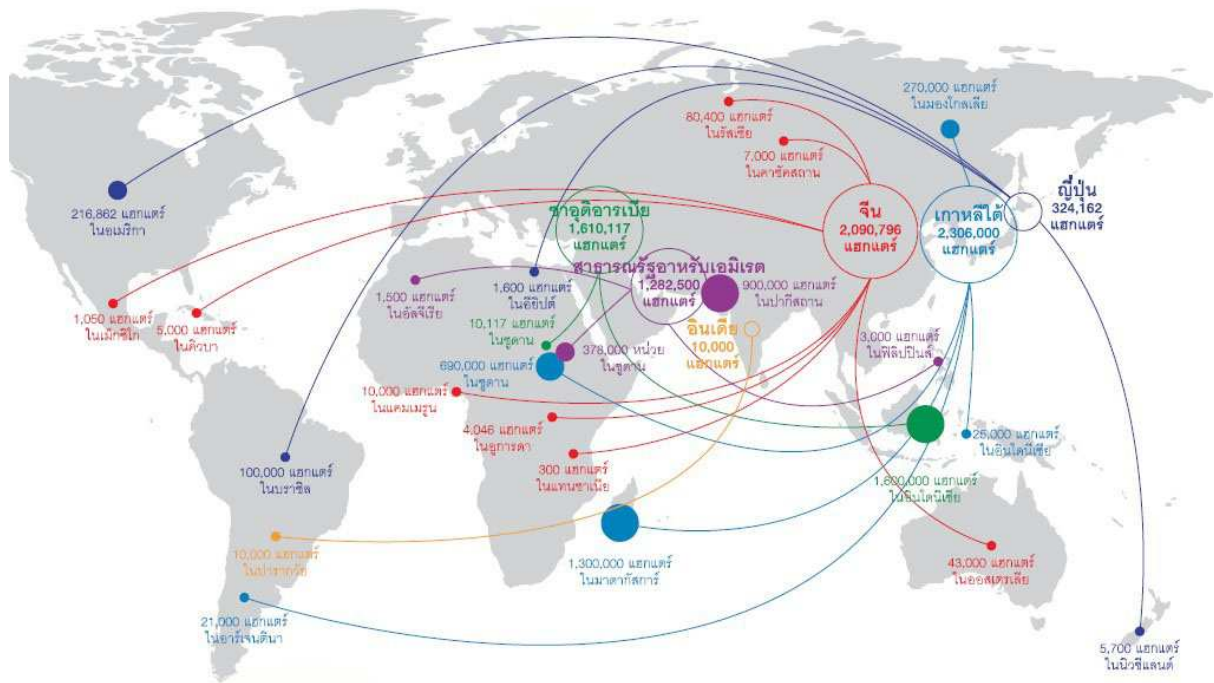 270,000 แฮกแตร์
ในมองโกลเลีย
80,400 แฮกแตร์
ในรัสเซีย
7,000 แฮกแตร์
ในคาซัคสถาน
ญี่ปุ่น
324,162
แฮกแตร์
216,862 แฮกแตร์
ในอเมริกา
ซาอุดิอารเบีย
1,610,117
แฮกแตร์
จีน
2,090,796
แฮกแตร์
เกาหลีใต้
2,306,000
แฮกแตร์
สาธารณรัฐอาหรับเอมิเรต
1,282,500
แฮกแตร์
900,000 แฮกแตร์
ในปากีสถาน
1,500 แฮกแตร์
ในอัลจีเรีย
1,600 แฮกแตร์
ในอียิปต์
1,050 แฮกแตร์
ในเม็กซิโก
5,000 แฮกแตร์
ในคิวบา
10,117 แฮกแตร์
ในซูดาน
378,000 หน่วย
ในซูดาน
อินเดีย
10,000
แฮกแตร์
3,000 แฮกแตร์
ในฟิลิปปินส์
690,000 แฮกแตร์
ในซูดาน
10,000 แฮกแตร์
ในแคมเมรูน
4,046 แฮกแตร์
ในอูการดา
300 แฮกแตร์
ในแทนซาเนีย
25,000 แฮกแตร์
ในอินโดนีเซีย
1,600,000 แฮกแตร์
ในอินโดนีเซีย
100,000 แฮกแตร์
ในบราซิล
10,000 แฮกแตร์
ในปารากวัย
1,300,000 แฮกแตร์
ในมาดากัสการ์
43,000 แฮกแตร์
ในออสเตรเลีย
21,000 แฮกแตร์
ในอาร์เจนตินา
5,700 แฮกแตร์
ในนิวซีแลนด์